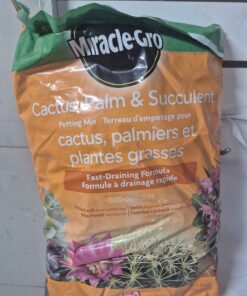 Miracle-Gro
Cactus, Palm & Succulent
Potting Mix Terreau d'empotage pour
cactus, palmiers et
plantes grasses
Fast-Draining Formula
Formule à drainage rapide